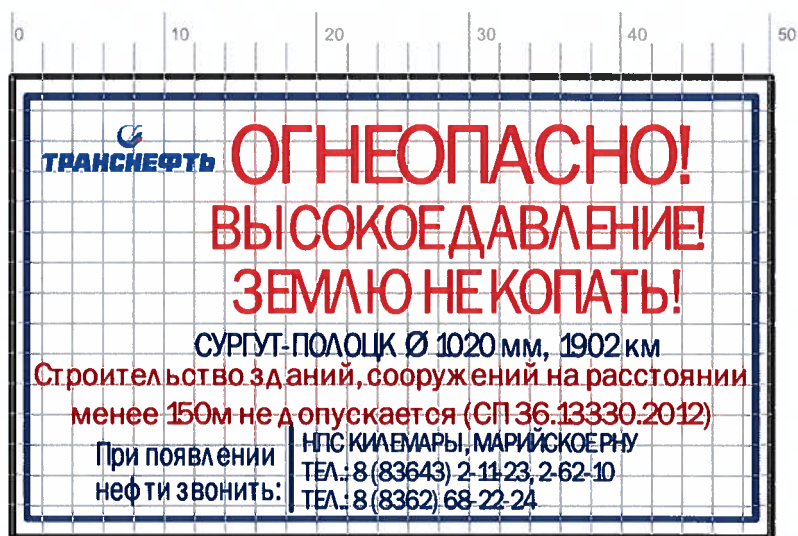 0 10 20 30 40 50
ТРАНСНЕФТЬ
ОГНЕОПАСНО!
ВЫСОКОЕ ДАВЛЕНИЕ!
ЗЕМЛЮ НЕ КОПАТЬ!
СУРГУТ-ПОЛОЦК Ø 1020 мм, 1902 км
Строительство зданий, сооружений на расстоянии
менее 150м не допускается (СП 36.13330.2012)
При появлении
нефти звонить:
НПС КИЛЕМАРЫ, МАРИЙСКОЕ РНУ
ТЕЛ.: 8 (83643) 2-11-23, 2-62-10
ТЕЛ.: 8 (8362) 68-22-24